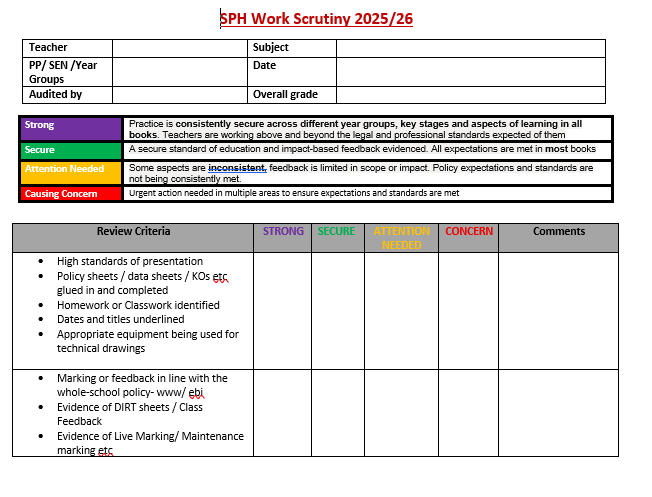 SPH Work Scrutiny 2025/26
Teacher
Subject
PP/ SEN /Year
Groups
Date
Audited by
Overall grade
Strong
Practice is consistently secure across different year groups, key stages and aspects of learning in all
books. Teachers are working above and beyond the legal and professional standards expected of them
Secure
A secure standard of education and impact-based feedback evidenced. All expectations are met in most books
Attention Needed
Some aspects are inconsistent, feedback is limited in scope or impact. Policy expectations and standards are
not being consistently met.
Causing Concern
Urgent action needed in multiple areas to ensure expectations and standards are met
Review Criteria
STRONG
SECURE
ATTENTION
NEEDED
CONCERN
Comments
• High standards of presentation
• Policy sheets / data sheets / KOs etc
glued in and completed
• Homework or Classwork identified
• Dates and titles underlined
• Appropriate equipment being used for
technical drawings
• Marking or feedback in line with the
whole-school policy- www/ ebi
• Evidence of DIRT sheets / Class
Feedback
• Evidence of Live Marking/ Maintenance
marking etc